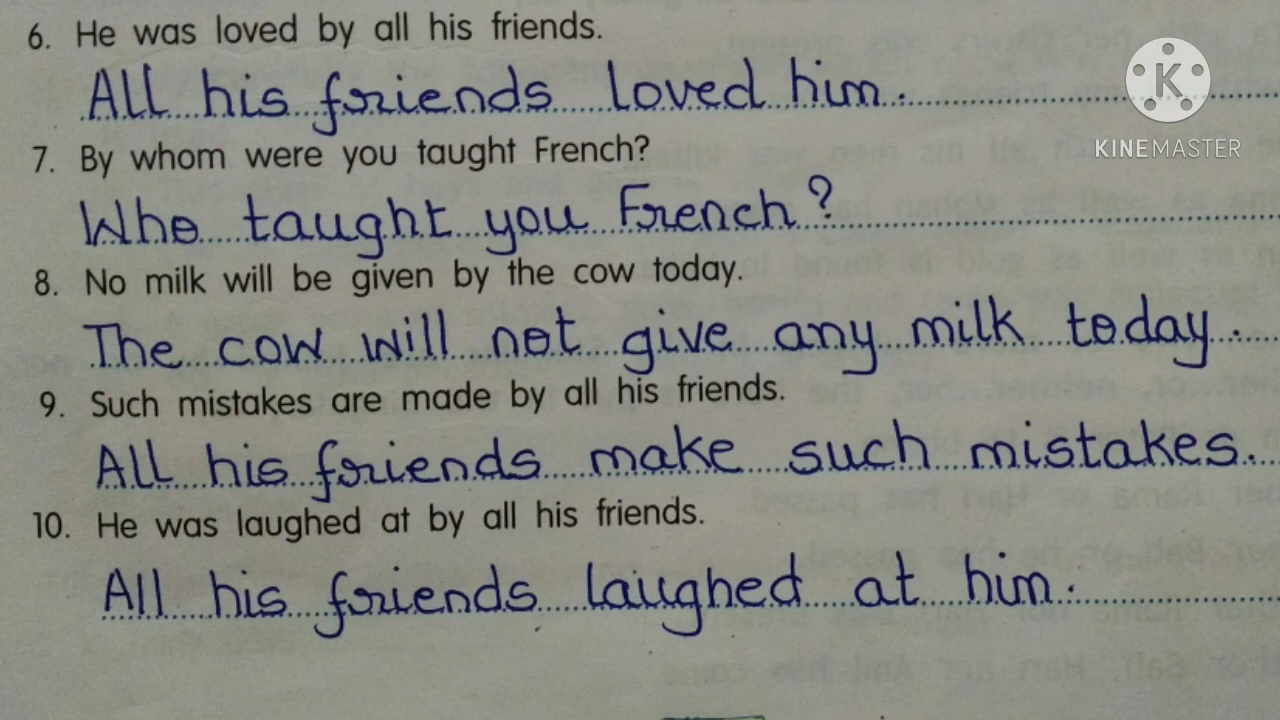 6. He was loved by all his friends.
All his friends loved him.
K
KINEMASTER
7. By whom were you taught French?
Who taught you French?
8. No milk will be given by the cow today.
The cow will not give any milk today.
9. Such mistakes are made by all his friends.
All his friends make such mistakes.
10. He was laughed at by all his friends.
All his friends laughed at him.